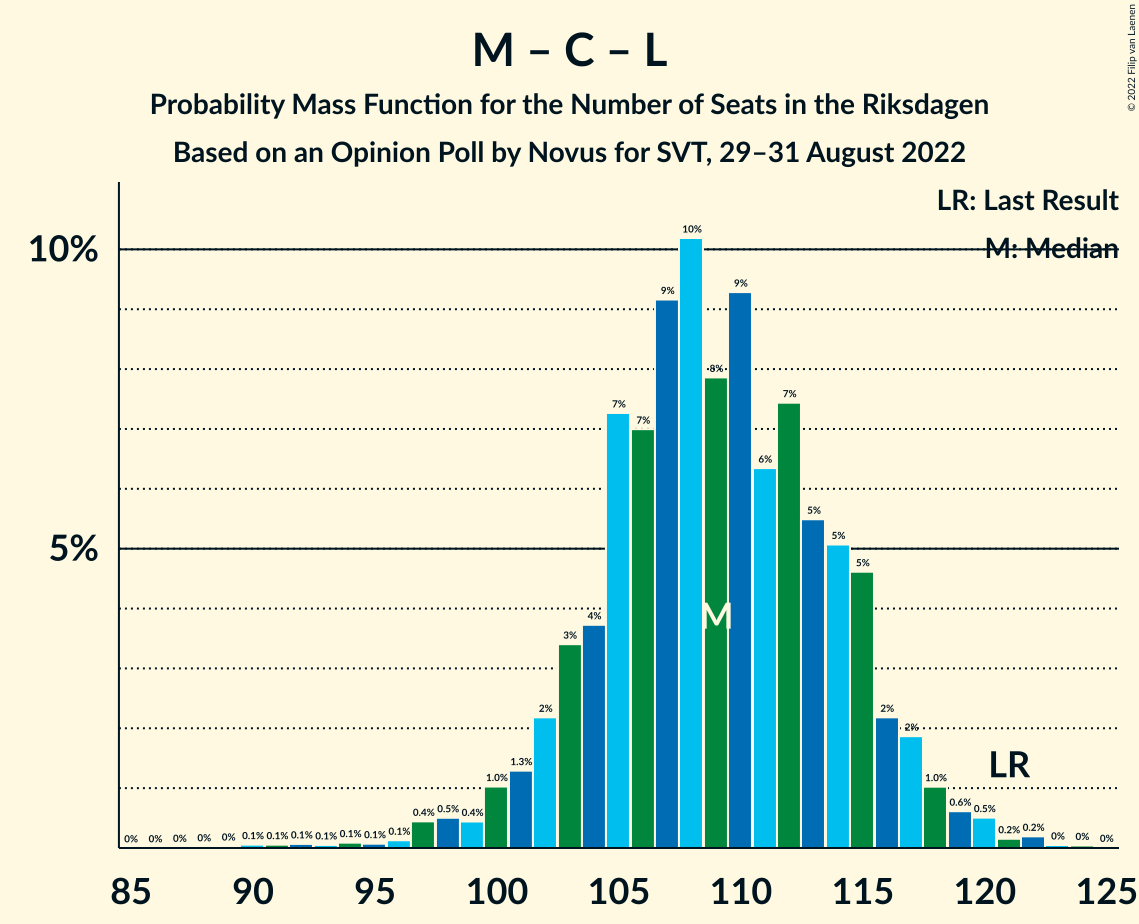 M – C – L
Probability Mass Function for the Number of Seats in the Riksdagen
Based on an Opinion Poll by Novus for SVT, 29–31 August 2022
© 2022 Filip van Laenen
LR: Last Result
M: Median
10%
5%
0% 0% 0% 0% 0% 0.1% 0.1% 0.1% 0.1% 0.1% 0.1% 0.1% 0.4% 0.5% 0.4% 1.0% 1.3% 2% 3% 4% 7% 7% 9% 10% 8% 9% 6% 7% 5% 5% 5% 2% 2% 1.0% 0.6% 0.5% 0.2% 0.2% 0% 0% 0%
M
LR
85 90 95 100 105 110 115 120 125